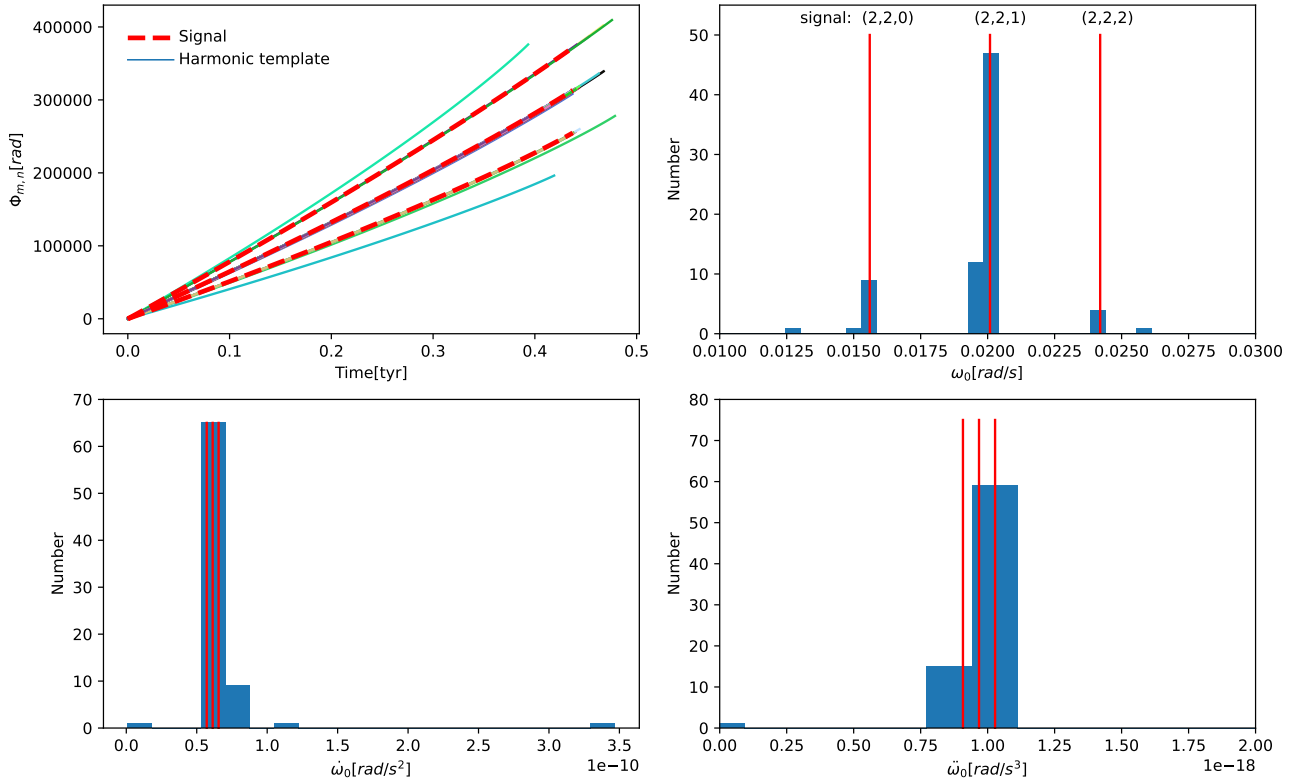 400000
300000
200000
100000
0
Φ_{m,n}[rad]
Signal
Harmonic template
0.0 0.1 0.2 0.3 0.4 0.5
Time[tyr]
signal: (2,2,0) (2,2,1) (2,2,2)
50
40
30
20
10
0
Number
0.0100 0.0125 0.0150 0.0175 0.0200 0.0225 0.0250 0.0275 0.0300
ω₀[rad/s]
70
60
50
40
30
20
10
0
Number
0.0 0.5 1.0 1.5 2.0 2.5 3.0 3.5
1e−10
ω̇₀[rad/s²]
80
70
60
50
40
30
20
10
0
Number
0.00 0.25 0.50 0.75 1.00 1.25 1.50 1.75 2.00
1e−18
ω̈₀[rad/s³]